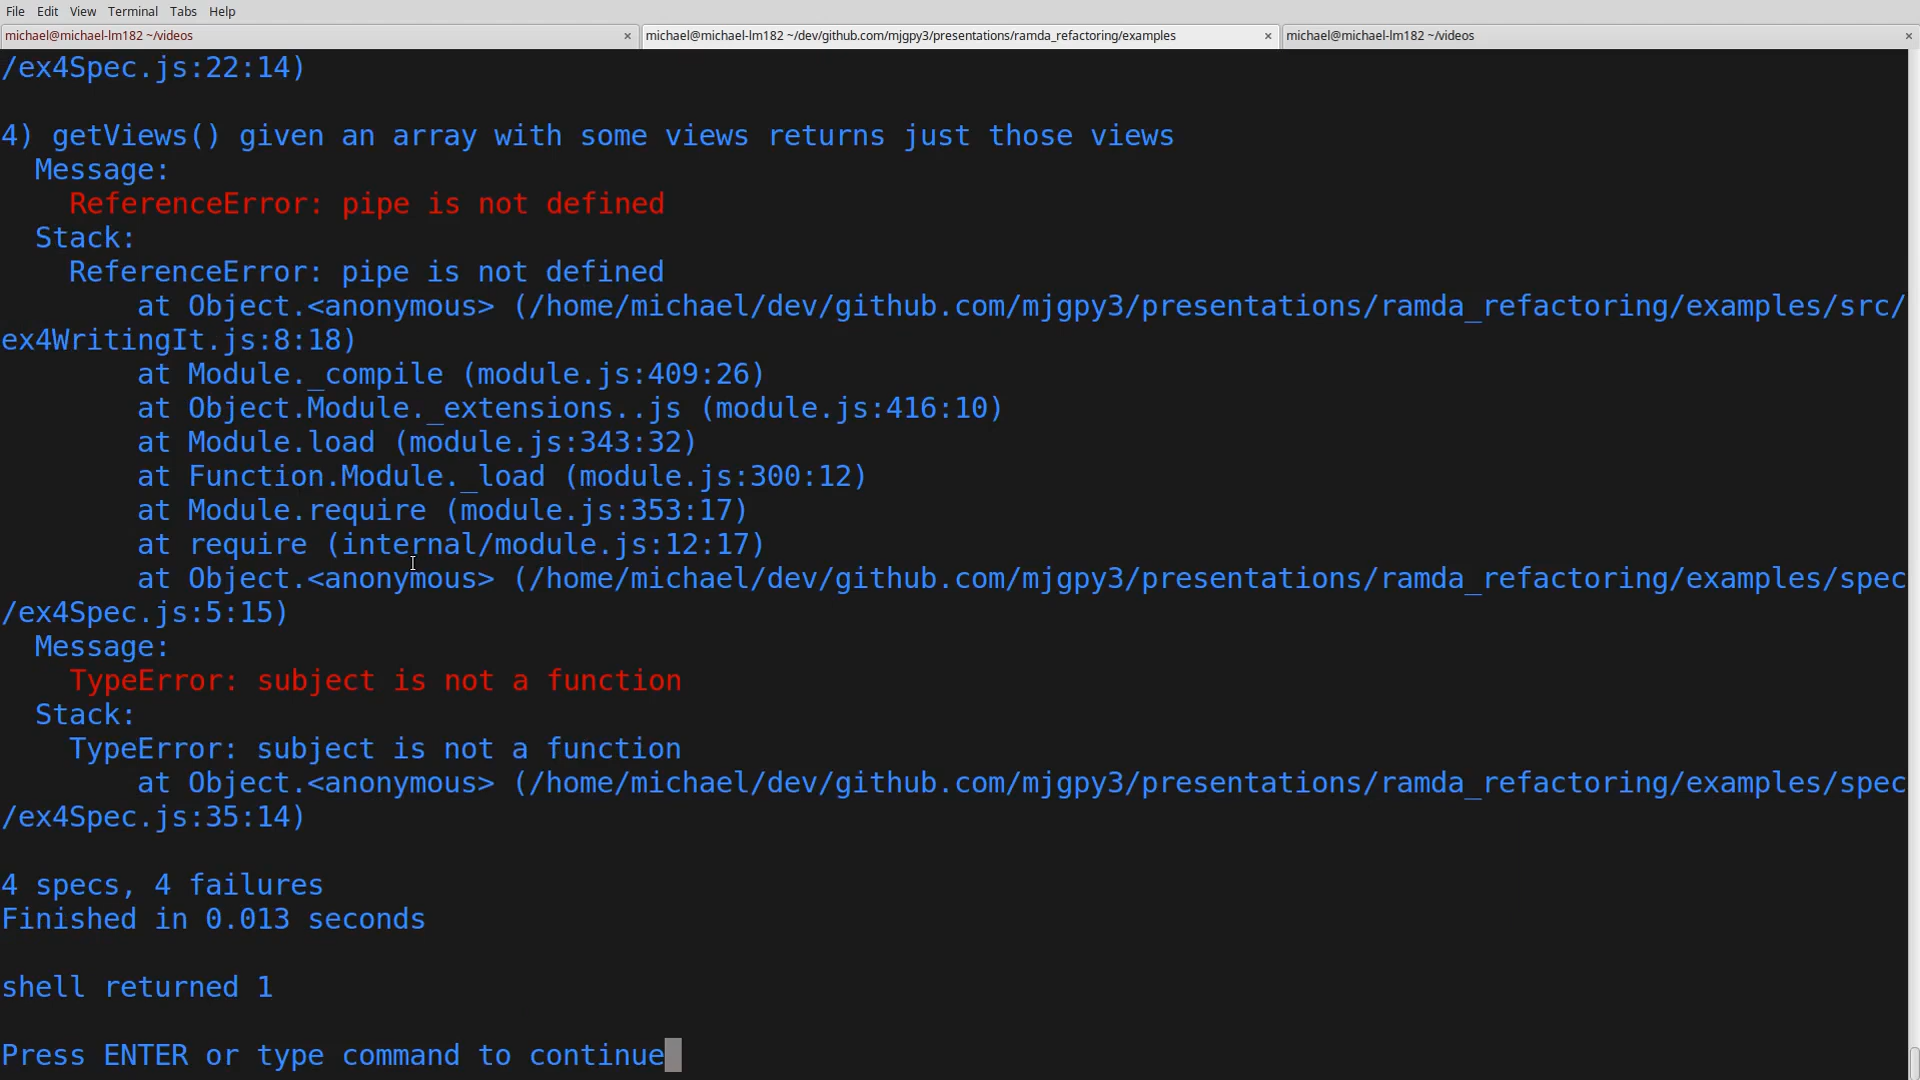 File Edit View Terminal Tabs Help
michael@michael-lm182 ~/videos × michael@michael-lm182 ~/dev/github.com/mjgpy3/presentations/ramda_refactoring/examples × michael@michael-lm182 ~/videos ×
/ex4Spec.js:22:14)
4) getViews() given an array with some views returns just those views
Message:
ReferenceError: pipe is not defined
Stack:
ReferenceError: pipe is not defined
at Object.<anonymous> (/home/michael/dev/github.com/mjgpy3/presentations/ramda_refactoring/examples/src/
ex4WritingIt.js:8:18)
at Module._compile (module.js:409:26)
at Object.Module._extensions..js (module.js:416:10)
at Module.load (module.js:343:32)
at Function.Module._load (module.js:300:12)
at Module.require (module.js:353:17)
at require (internal/module.js:12:17)
at Object.<anonymous> (/home/michael/dev/github.com/mjgpy3/presentations/ramda_refactoring/examples/spec
/ex4Spec.js:5:15)
Message:
TypeError: subject is not a function
Stack:
TypeError: subject is not a function
at Object.<anonymous> (/home/michael/dev/github.com/mjgpy3/presentations/ramda_refactoring/examples/spec
/ex4Spec.js:35:14)
4 specs, 4 failures
Finished in 0.013 seconds
shell returned 1
Press ENTER or type command to continue